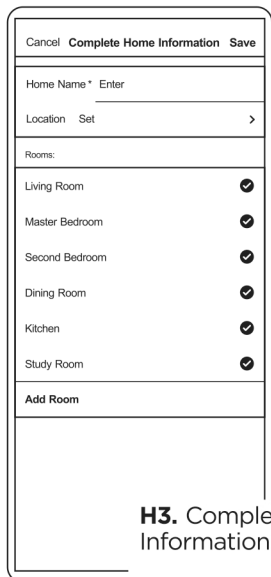 Cancel Complete Home Information Save
Home Name* Enter
Location Set >
Rooms:
Living Room
Master Bedroom
Second Bedroom
Dining Room
Kitchen
Study Room
Add Room
H3. Comple
Information